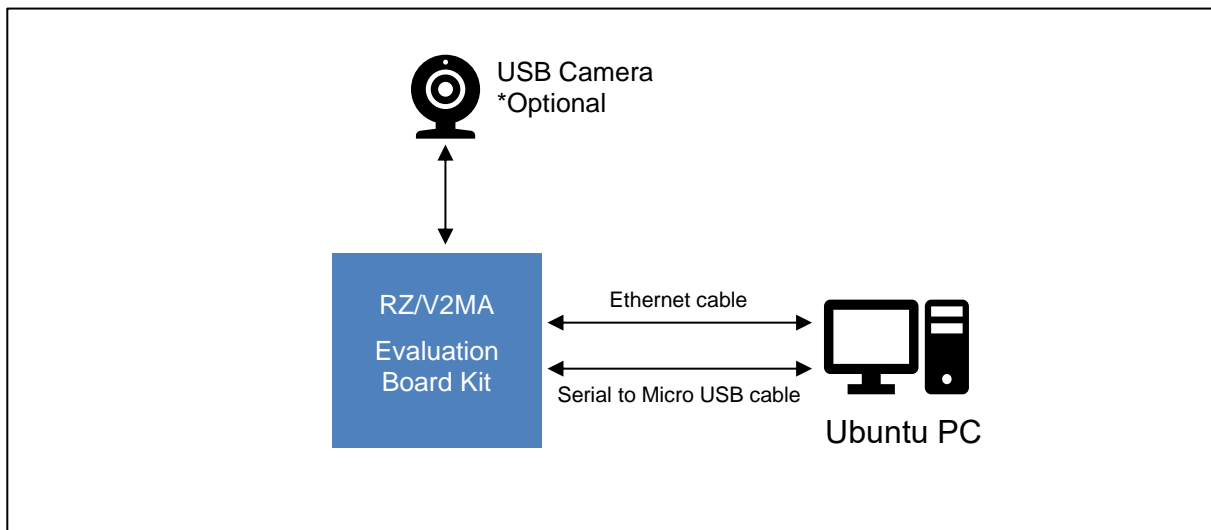 USB Camera
*Optional
RZ/V2MA
Evaluation
Board Kit
Ethernet cable
Serial to Micro USB cable
Ubuntu PC